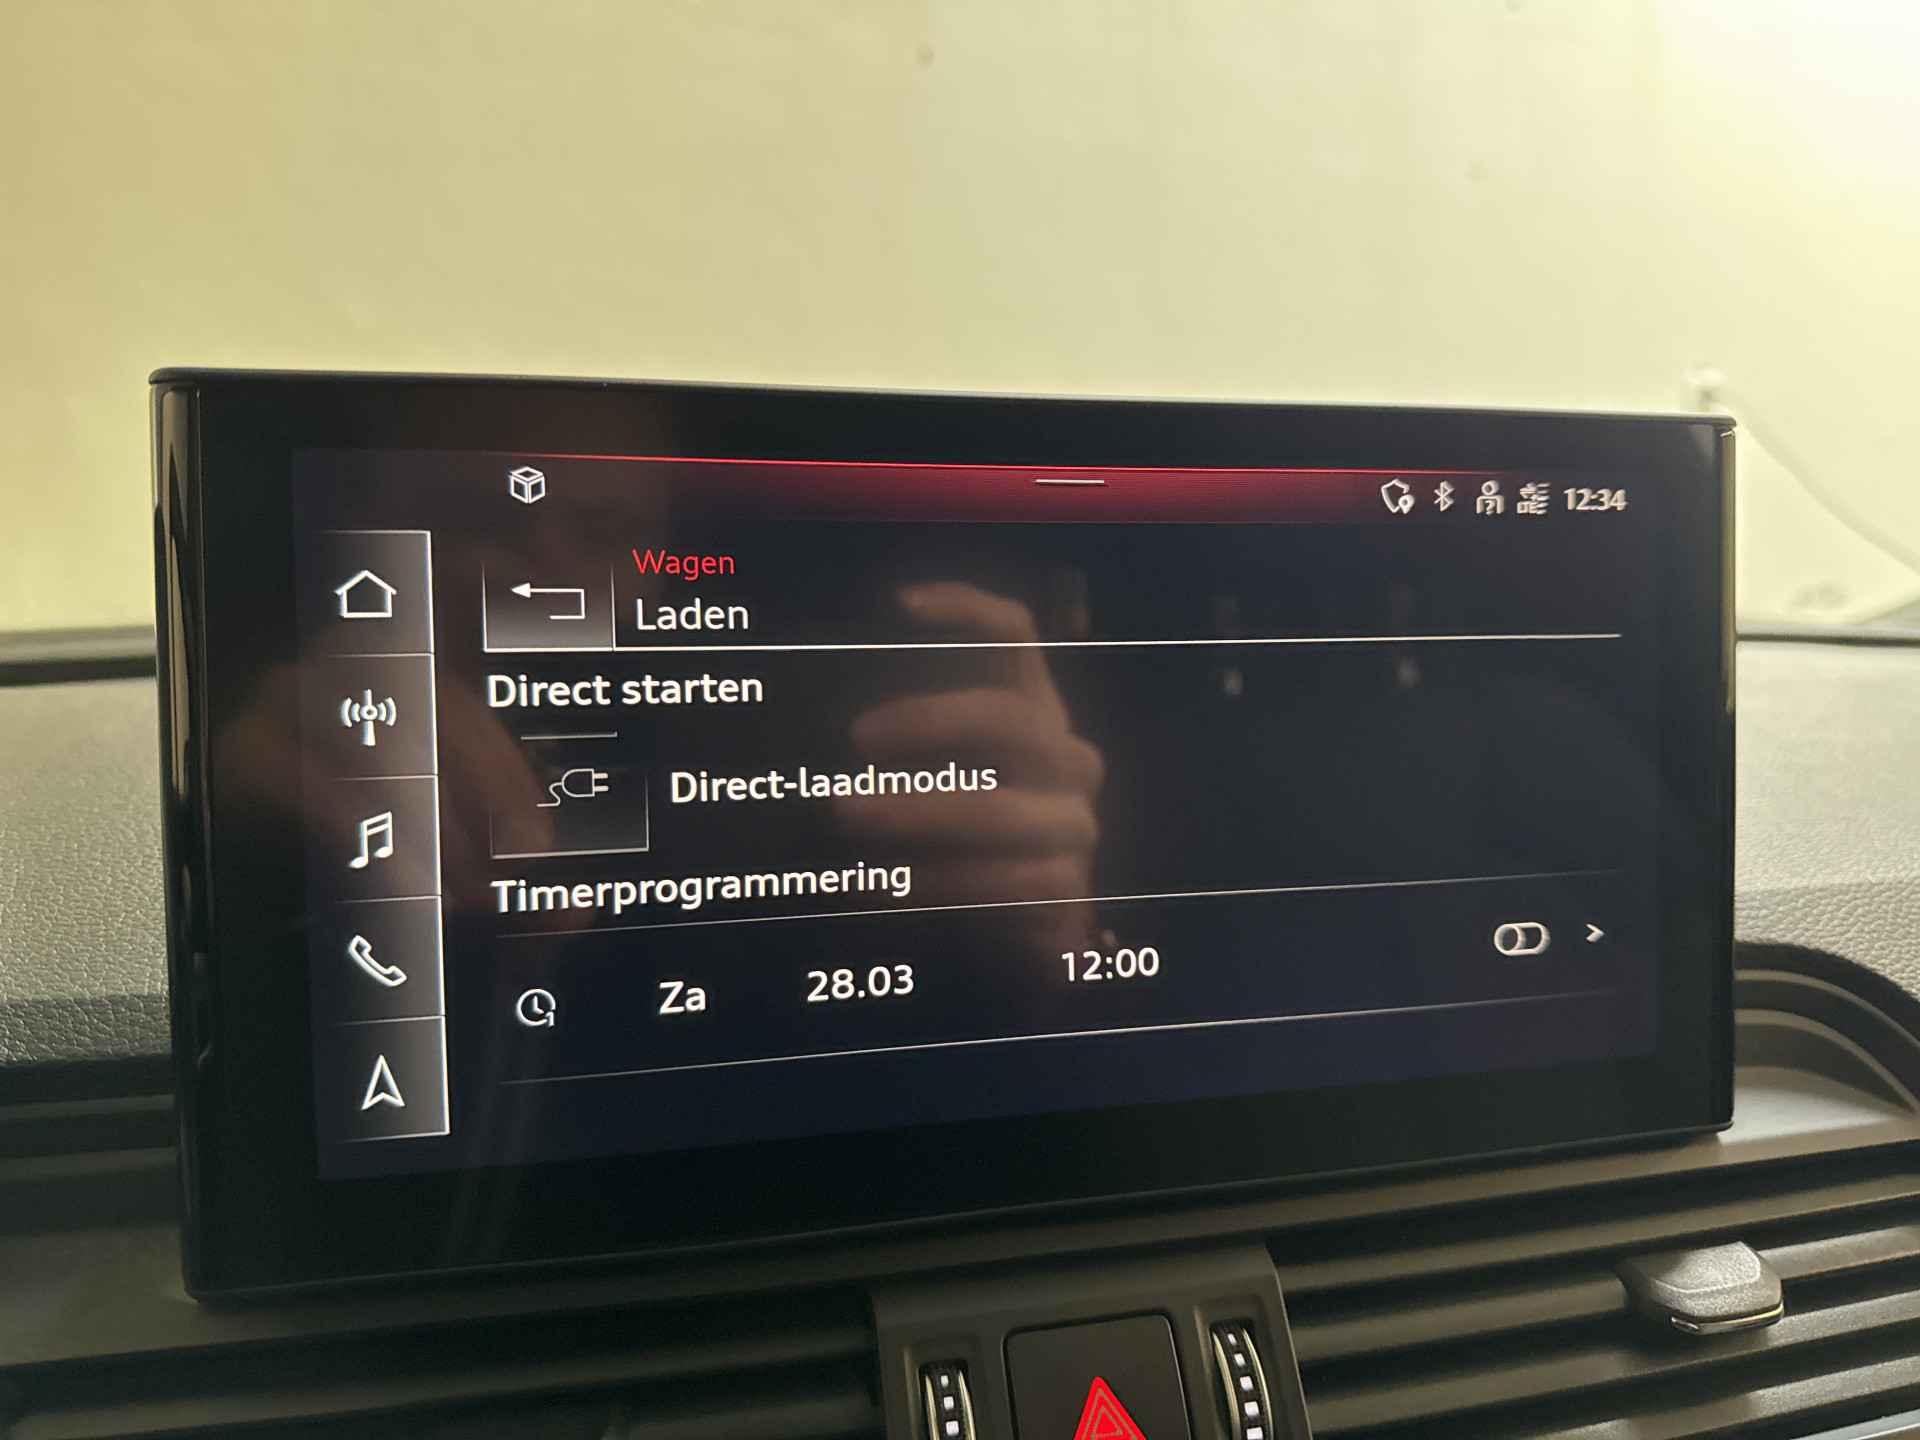 12:34
Wagen
Laden
Direct starten
Direct-laadmodus
Timerprogrammering
Za 28.03 12:00